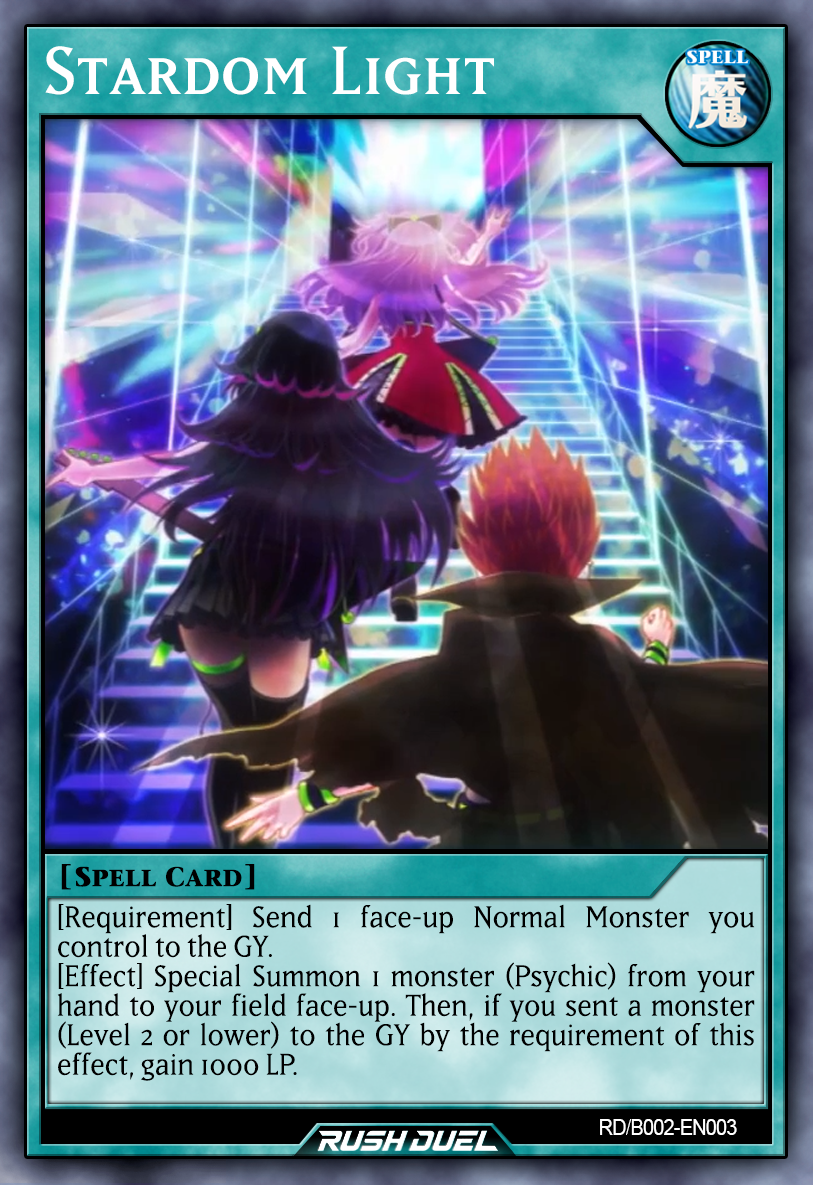 Stardom Light
SPELL
魔
[Spell Card]
[Requirement] Send 1 face-up Normal Monster you
control to the GY.
[Effect] Special Summon 1 monster (Psychic) from your
hand to your field face-up. Then, if you sent a monster
(Level 2 or lower) to the GY by the requirement of this
effect, gain 1000 LP.
RD/B002-EN003
RUSH DUEL